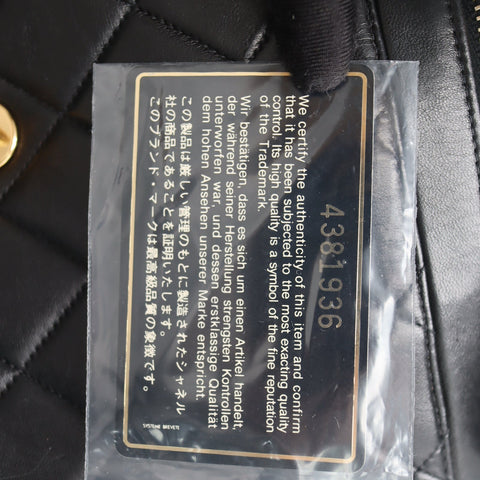 4381936
We certify the authenticity of this item and confirm
that it has been subjected to the most exacting quality
control. Its high quality is a symbol of the fine reputation
of the Trademark.
Wir bestätigen, dass es sich um einen Artikel handelt,
der während seiner Herstellung strengsten Kontrollen
unterworfen war, und dessen erstklassige Qualität
dem hohen Ansehen unserer Marke entspricht.
この製品は厳しい管理のもとに製造されたシャネル
社の商品であることを証明いたします。
このブランド・マークは最高級品質の象徴です。
SYSTEME BREVETE